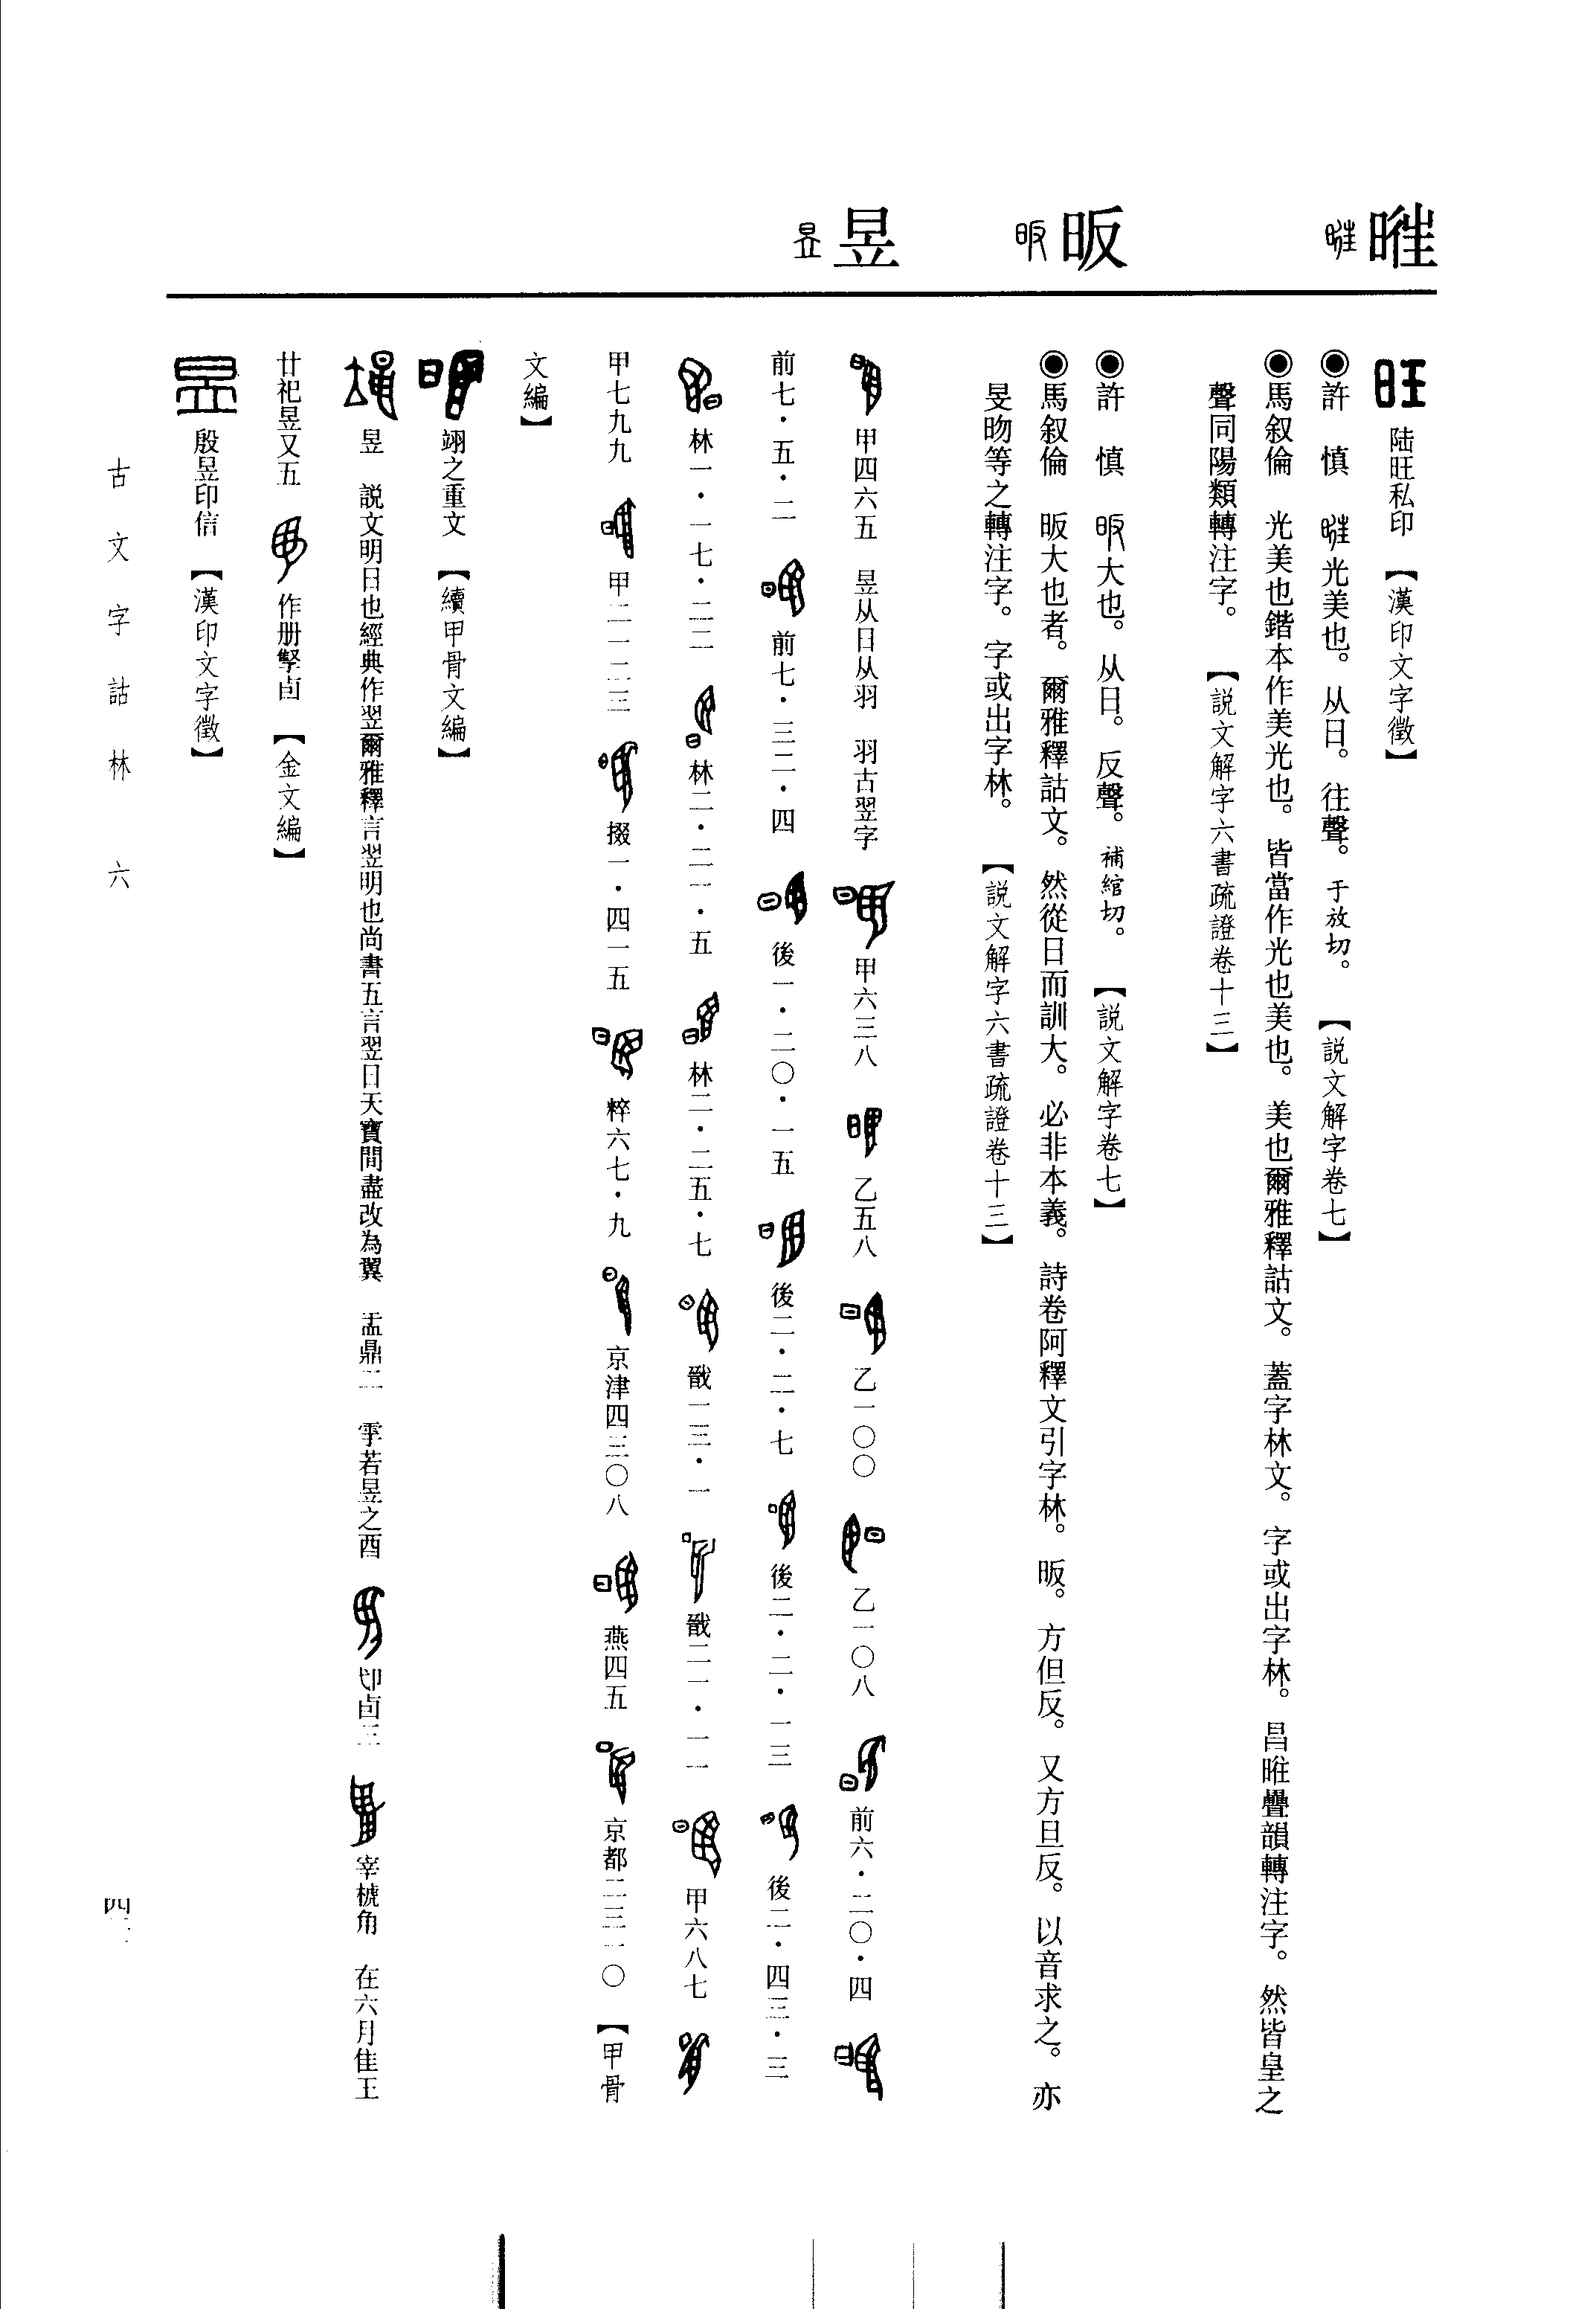 暀
昄
昱
陆旺私印　【漢印文字徵】
◉許　慎　光美也。从日。往聲。于放切。　【説文解字卷七】
◉馬叙倫　光美也鍇本作美光也。皆當作光也美也。美也爾雅釋詁文。蓋字林文。字或出字林。昌暀疊韻轉注字。然皆皇之
聲同陽類轉注字。　【説文解字六書疏證卷十三】
◉許　慎　大也。从日。反聲。補綰切。　【説文解字卷七】
◉馬叙倫　昄大也者。爾雅釋詁文。然從日而訓大。必非本義。詩卷阿釋文引字林。昄。方但反。又方旦反。以音求之。亦
旻昒等之轉注字。字或出字林。　【説文解字六書疏證卷十三】
甲四六五　昱从日从羽　羽古翌字　甲六三八　乙五八　乙一〇〇　乙一〇八　前六・二〇・四
前七・五・二　前七・三二・四　後一・二〇・一五　後二・二・七　後二・二・一三　後二・四三・三
林一・一七・二二　林二・二一・五　林二・二五・七　戩一三・一　戩二一・一一　甲六八七
甲七九九　甲二一二三　掇一・四一五　粹六七・九　京津四三〇八　燕四五　京都二三一〇　【甲骨
文編】
翊之重文　【續甲骨文編】
昱　説文明日也經典作翌爾雅釋言翌明也尚書五言翌日天寶間盡改為翼　盂鼎二　雩若昱之酉　卣三　宰椃角　在六月隹王
廿祀昱又五　作册卣　【金文編】
殷昱印信　【漢印文字徵】
古文字詁林　六